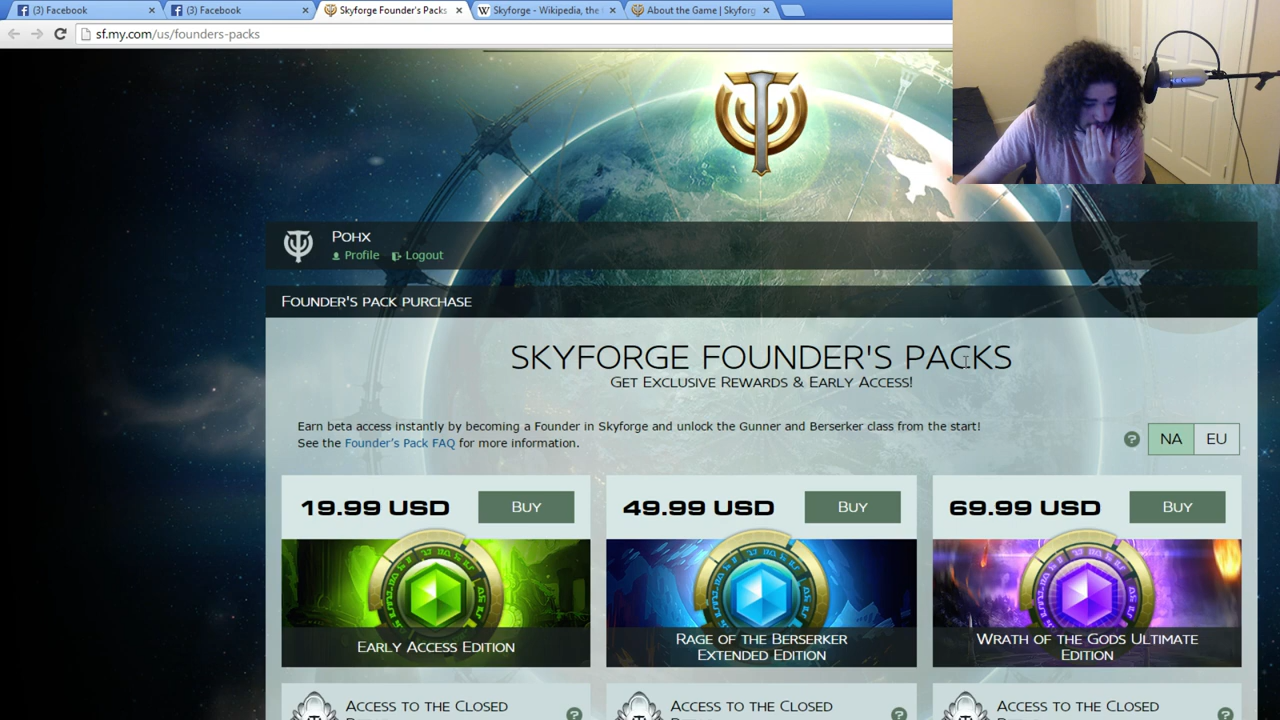 (3) Facebook
(3) Facebook
Skyforge Founder's Packs
Skyforge - Wikipedia, the
About the Game | Skyforg
sf.my.com/us/founders-packs
Pohx
Profile Logout
Founder's pack purchase
SKYFORGE FOUNDER'S PACKS
Get Exclusive Rewards & Early Access!
Earn beta access instantly by becoming a Founder in Skyforge and unlock the Gunner and Berserker class from the start!
See the Founder's Pack FAQ for more information.
? NA EU
19.99 USD Buy
49.99 USD Buy
69.99 USD Buy
Early Access Edition
Rage of the Berserker
Extended Edition
Wrath of the Gods Ultimate
Edition
Access to the Closed
?
Access to the Closed
?
Access to the Closed
?